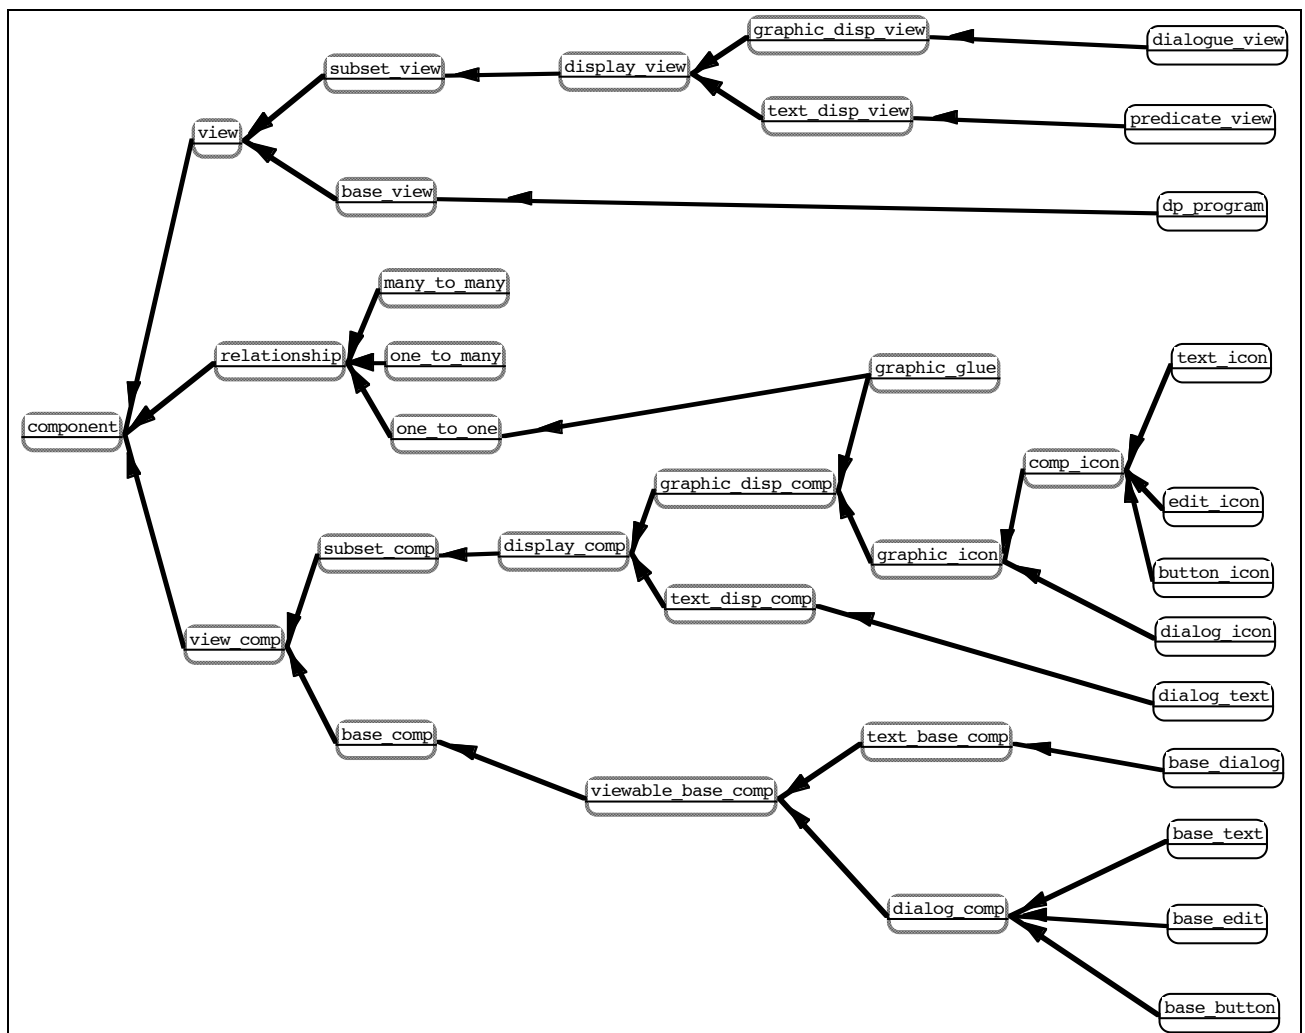 graphic_disp_view
dialogue_view
subset_view
display_view
text_disp_view
predicate_view
view
base_view
dp_program
many_to_many
relationship
one_to_many
text_icon
graphic_glue
component
one_to_one
comp_icon
graphic_disp_comp
edit_icon
subset_comp
display_comp
graphic_icon
button_icon
text_disp_comp
dialog_icon
view_comp
dialog_text
base_comp
text_base_comp
base_dialog
viewable_base_comp
base_text
dialog_comp
base_edit
base_button